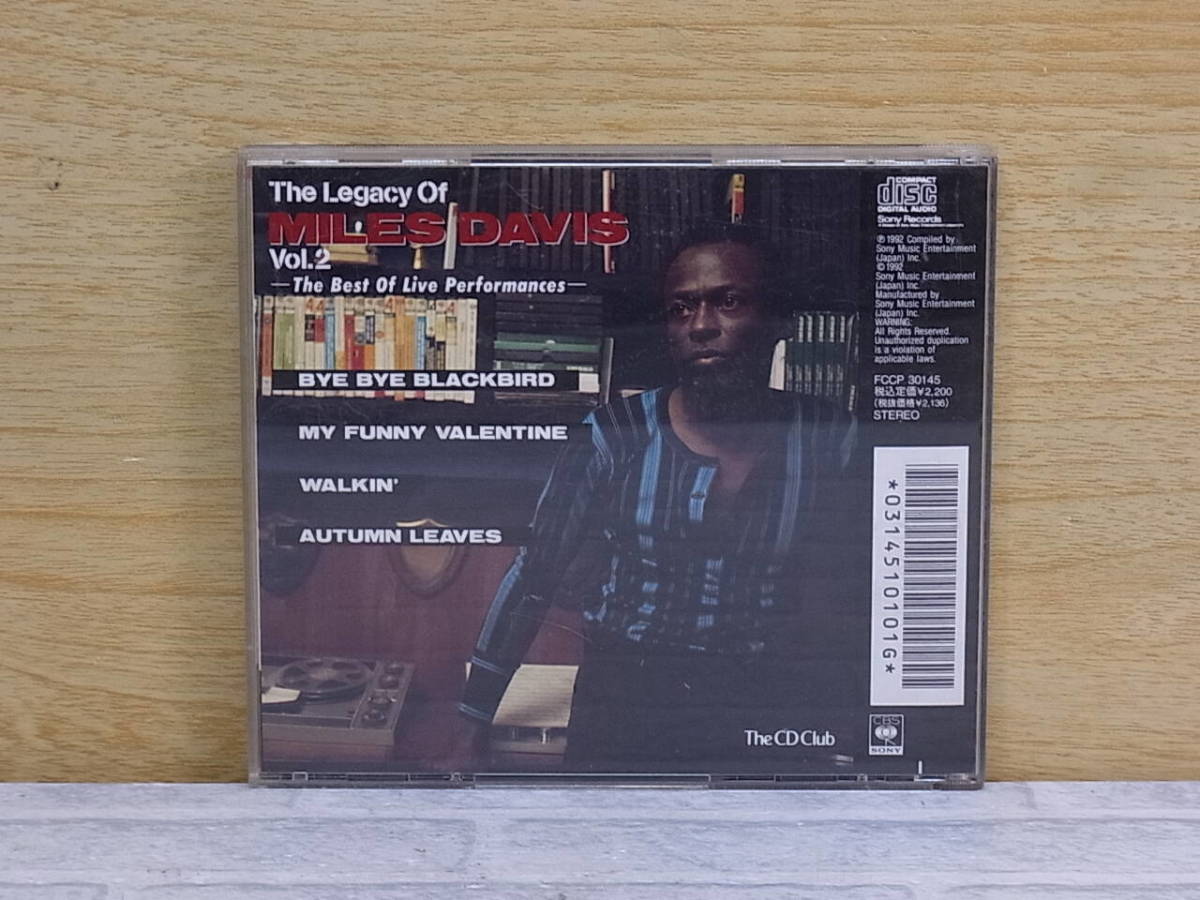 The Legacy Of
MILES DAVIS
Vol.2
—The Best Of Live Performances—
BYE BYE BLACKBIRD
MY FUNNY VALENTINE
WALKIN'
AUTUMN LEAVES
COMPACT
disc
DIGITAL AUDIO
Sony Records
℗1992 Compiled by
Sony Music Entertainment
(Japan) Inc.
©1992
Sony Music Entertainment
(Japan) Inc.
Manufactured by
Sony Music Entertainment
(Japan) Inc.
WARNING:
All Rights Reserved.
Unauthorized duplication
is a violation of
applicable laws.
FCCP 30145
税込定価¥2,200
(税抜価格¥2,136)
STEREO
*0314510101G*
The CD Club
CBS
SONY